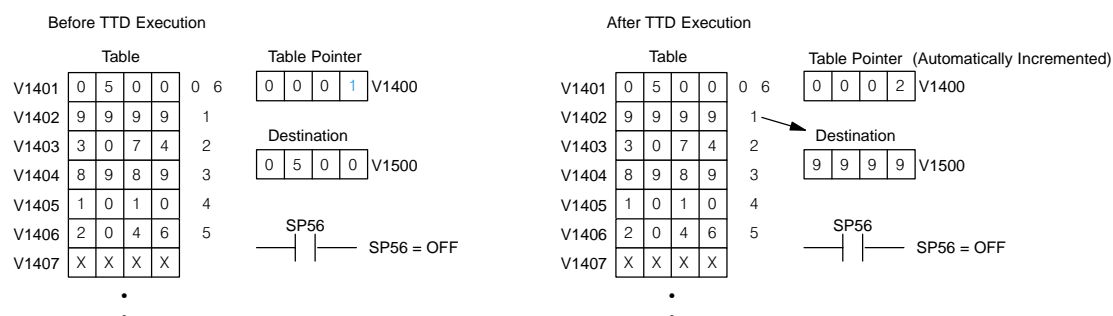 Before TTD Execution
Table
Table Pointer
V1401 0 5 0 0 0 6
0 0 0 1 V1400
V1402 9 9 9 9 1
Destination
V1403 3 0 7 4 2
0 5 0 0 V1500
V1404 8 9 8 9 3
V1405 1 0 1 0 4
SP56
V1406 2 0 4 6 5
SP56 = OFF
V1407 X X X X
After TTD Execution
Table
Table Pointer (Automatically Incremented)
V1401 0 5 0 0 0 6
0 0 0 2 V1400
V1402 9 9 9 9 1
Destination
V1403 3 0 7 4 2
9 9 9 9 V1500
V1404 8 9 8 9 3
V1405 1 0 1 0 4
SP56
V1406 2 0 4 6 5
SP56 = OFF
V1407 X X X X